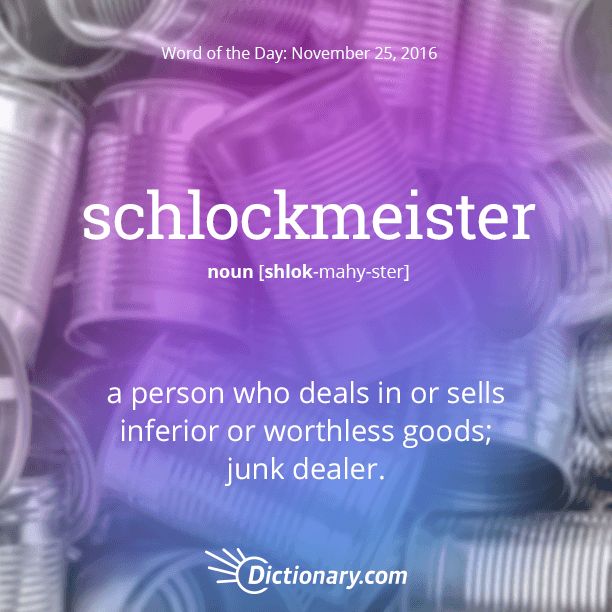 Word of the Day: November 25, 2016
schlockmeister
noun [shlok-mahy-ster]
a person who deals in or sells
inferior or worthless goods;
junk dealer.
Dictionary.com